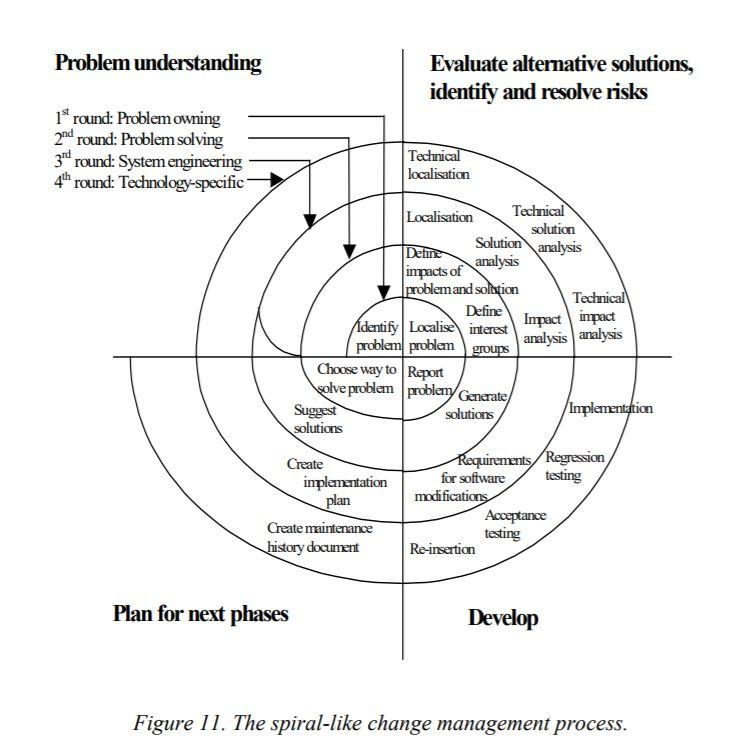 Problem understanding
Evaluate alternative solutions,
identify and resolve risks
1st round: Problem owning
2nd round: Problem solving
3rd round: System engineering
4th round: Technology-specific
Technical
localisation
Localisation
Technical
solution
analysis
Solution
analysis
Define
impacts of
problem and solution
Technical
impact
analysis
Define
interest
groups
Impact
analysis
Identify
problem
Localise
problem
Choose way to
solve problem
Report
problem
Generate
solutions
Implementation
Suggest
solutions
Create
implementation
plan
Requirements
for software
modifications
Regression
testing
Acceptance
testing
Create maintenance
history document
Re-insertion
Plan for next phases
Develop
Figure 11. The spiral-like change management process.